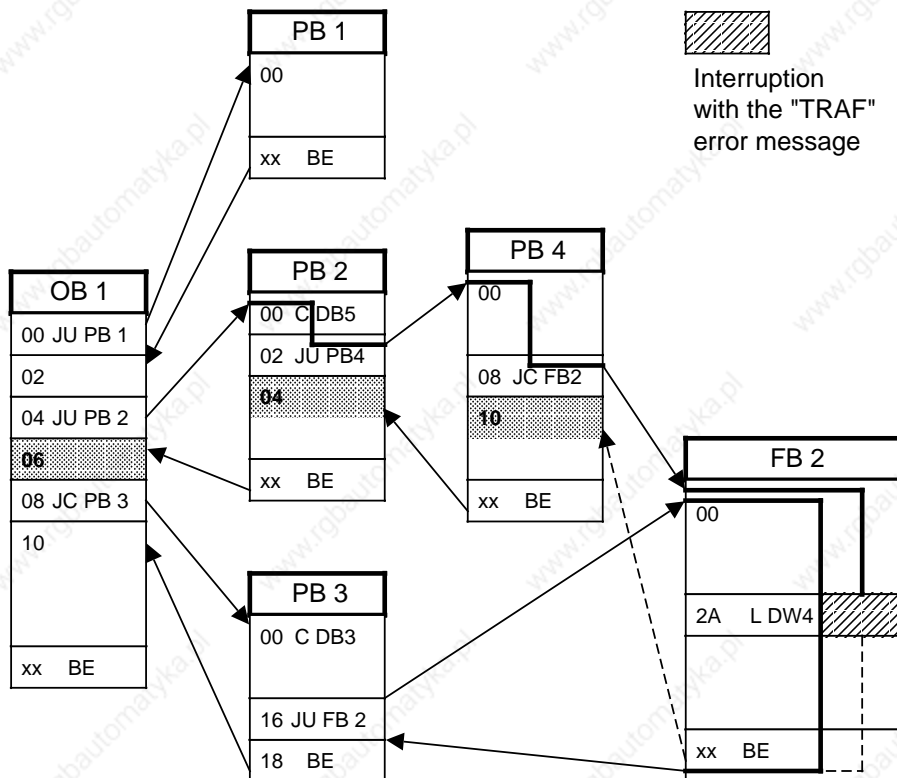 PB 1
00
xx BE
Interruption
with the "TRAF"
error message
OB 1
00 JU PB 1
02
04 JU PB 2
06
08 JC PB 3
10
xx BE
PB 2
00 C DB5
02 JU PB4
04
xx BE
PB 4
00
08 JC FB2
10
xx BE
FB 2
00
2A L DW4
xx BE
PB 3
00 C DB3
16 JU FB 2
18 BE
www.rgbautomatyka.pl